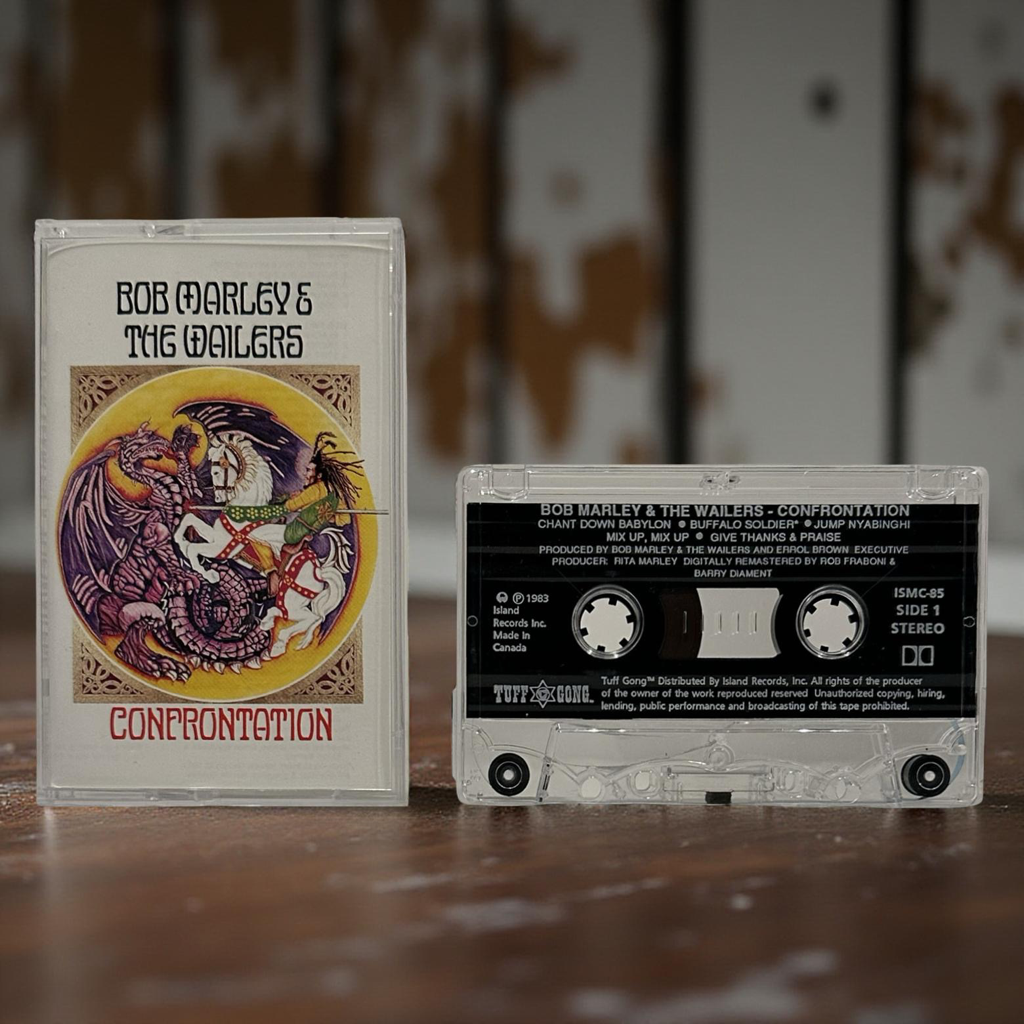 BOB MARLEY &
THE WAILERS
CONFRONTATION
BOB MARLEY & THE WAILERS - CONFRONTATION
CHANT DOWN BABYLON ● BUFFALO SOLDIER* ● JUMP NYABINGHI
MIX UP, MIX UP ● GIVE THANKS & PRAISE
PRODUCED BY BOB MARLEY & THE WAILERS AND ERROL BROWN EXECUTIVE
PRODUCER: RITA MARLEY DIGITALLY REMASTERED BY ROB FRABONI &
BARRY DIAMENT
℗ 1983
Island
Records Inc.
Made In
Canada
ISMC-85
SIDE 1
STEREO
TUFF GONG™
Tuff Gong™ Distributed By Island Records, Inc. All rights of the producer
of the owner of the work reproduced reserved Unauthorized copying, hiring,
lending, public performance and broadcasting of this tape prohibited.